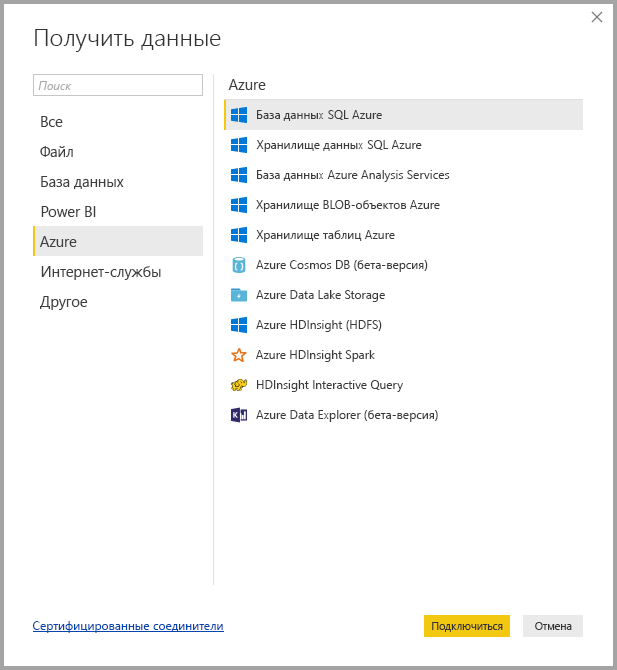 Получить данные
Поиск
Все
Файл
База данных
Power BI
Azure
Интернет-службы
Другое
Azure
База данных SQL Azure
Хранилище данных SQL Azure
База данных Azure Analysis Services
Хранилище BLOB-объектов Azure
Хранилище таблиц Azure
Azure Cosmos DB (бета-версия)
Azure Data Lake Storage
Azure HDInsight (HDFS)
Azure HDInsight Spark
HDInsight Interactive Query
Azure Data Explorer (бета-версия)
Сертифицированные соединители
Подключиться
Отмена